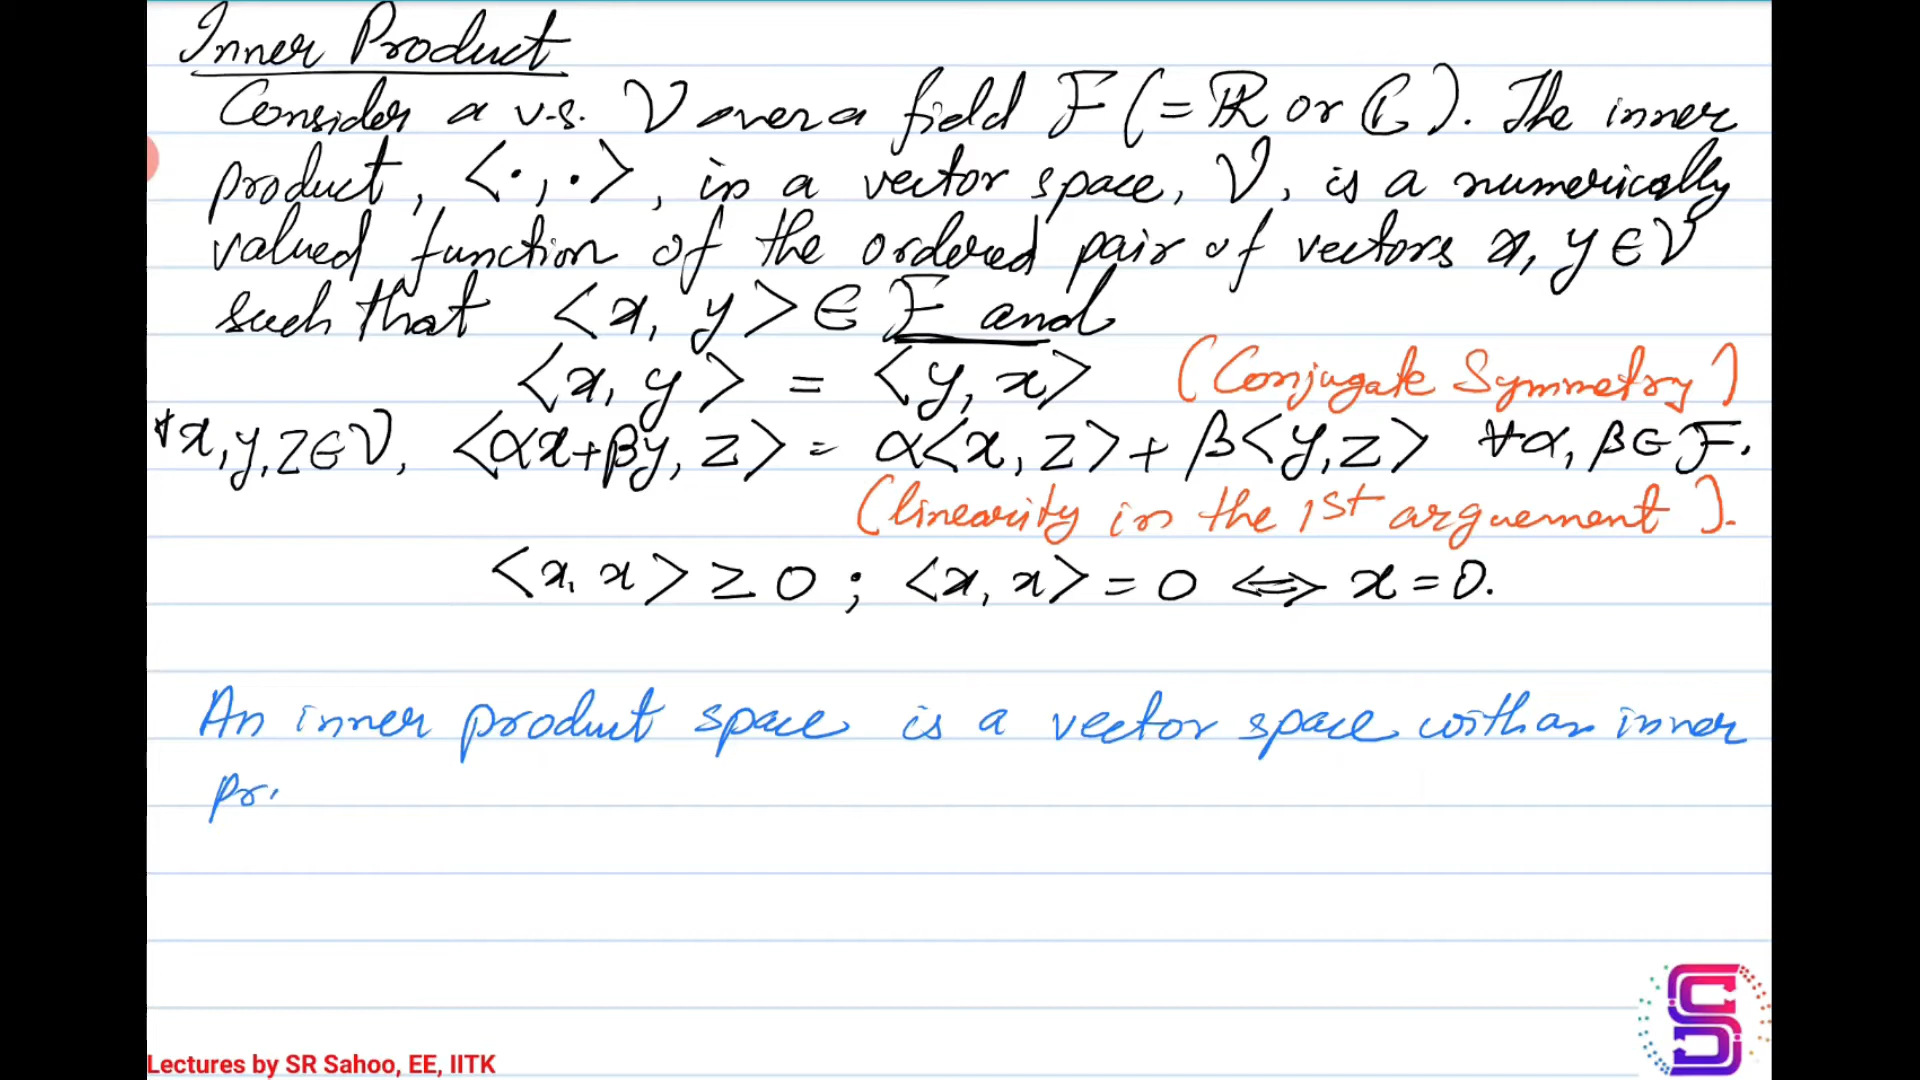 Inner Product
Consider a v.s. V over a field F (= ℝ or ℂ). The inner
product, <·,·>, in a vector space, V, is a numerically
valued function of the ordered pair of vectors x, y ∈ V
such that <x, y> ∈ F and
<x, y> = <y, x> (Conjugate Symmetry)
∀x,y,z∈V, <αx+βy, z> = α<x, z> + β<y,z> ∀α, β∈F.
(linearity in the 1st arguement).
<x, x> ≥ 0 ; <x, x> = 0 ⟺ x = 0.
An inner product space is a vector space with an inner
pr
Lectures by SR Sahoo, EE, IITK